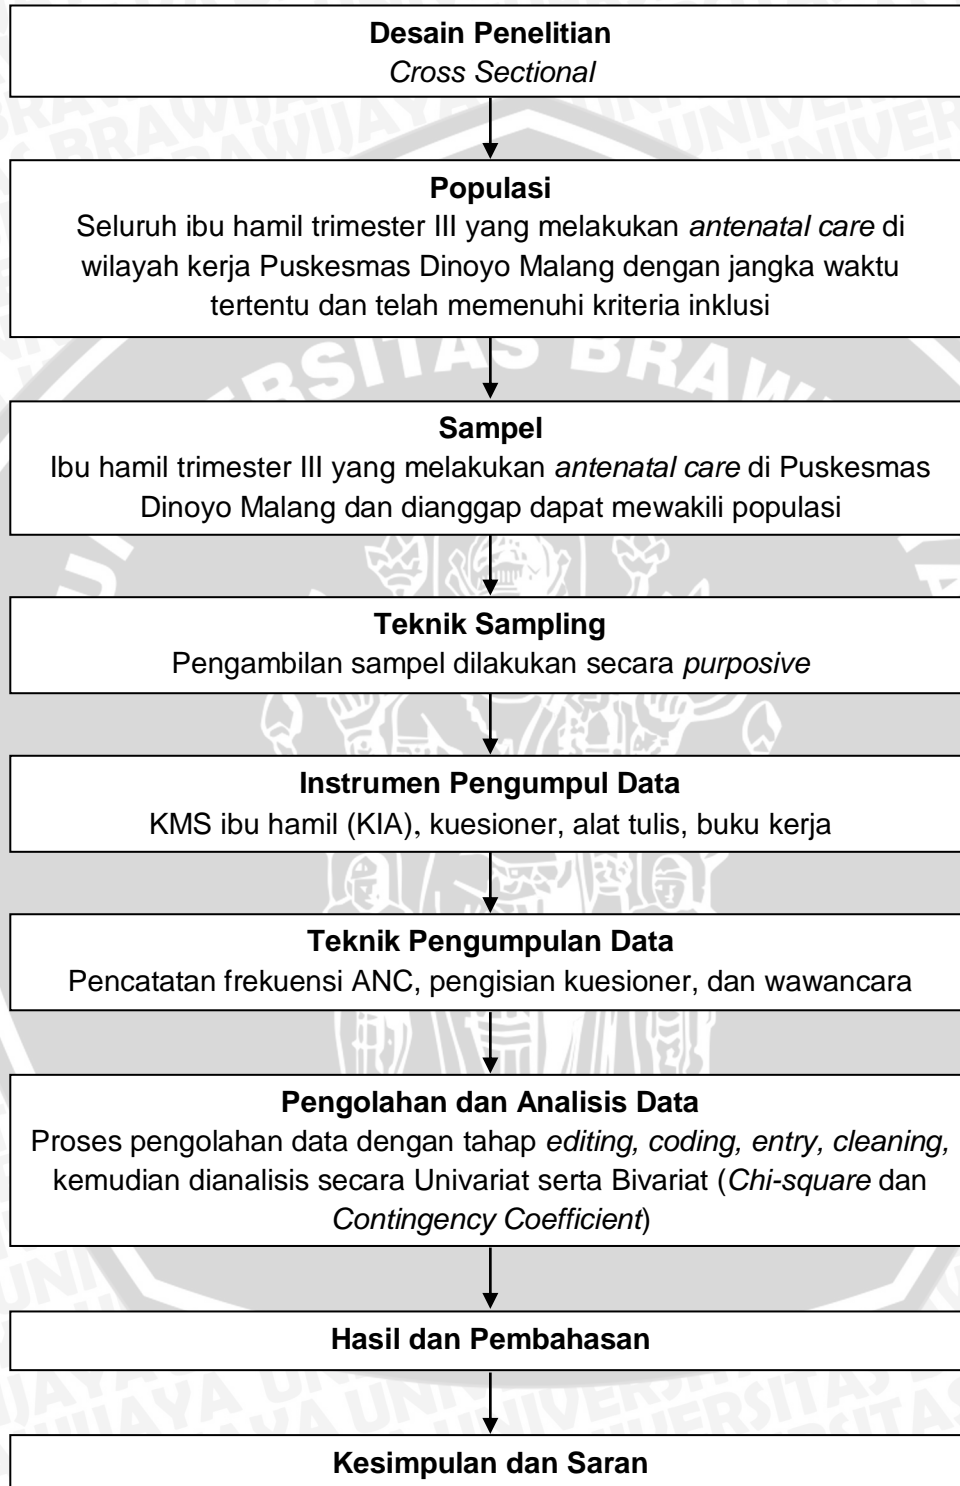 Desain Penelitian
Cross Sectional
Populasi
Seluruh ibu hamil trimester III yang melakukan antenatal care di
wilayah kerja Puskesmas Dinoyo Malang dengan jangka waktu
tertentu dan telah memenuhi kriteria inklusi
Sampel
Ibu hamil trimester III yang melakukan antenatal care di Puskesmas
Dinoyo Malang dan dianggap dapat mewakili populasi
Teknik Sampling
Pengambilan sampel dilakukan secara purposive
Instrumen Pengumpul Data
KMS ibu hamil (KIA), kuesioner, alat tulis, buku kerja
Teknik Pengumpulan Data
Pencatatan frekuensi ANC, pengisian kuesioner, dan wawancara
Pengolahan dan Analisis Data
Proses pengolahan data dengan tahap editing, coding, entry, cleaning,
kemudian dianalisis secara Univariat serta Bivariat (Chi-square dan
Contingency Coefficient)
Hasil dan Pembahasan
Kesimpulan dan Saran